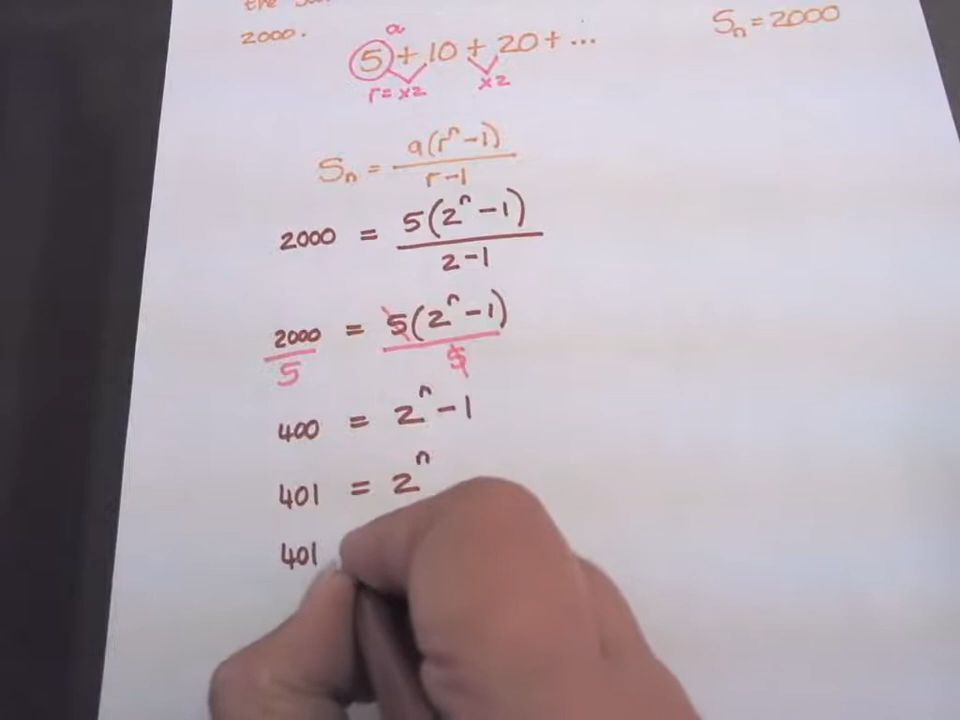 the
2000.
a
5 + 10 + 20 + ...
Sn = 2000
r = x2
x2
Sn = a(r^n - 1) / r - 1
2000 = 5(2^n - 1) / 2 - 1
2000 / 5 = 5(2^n - 1) / 5
400 = 2^n - 1
401 = 2^n
401